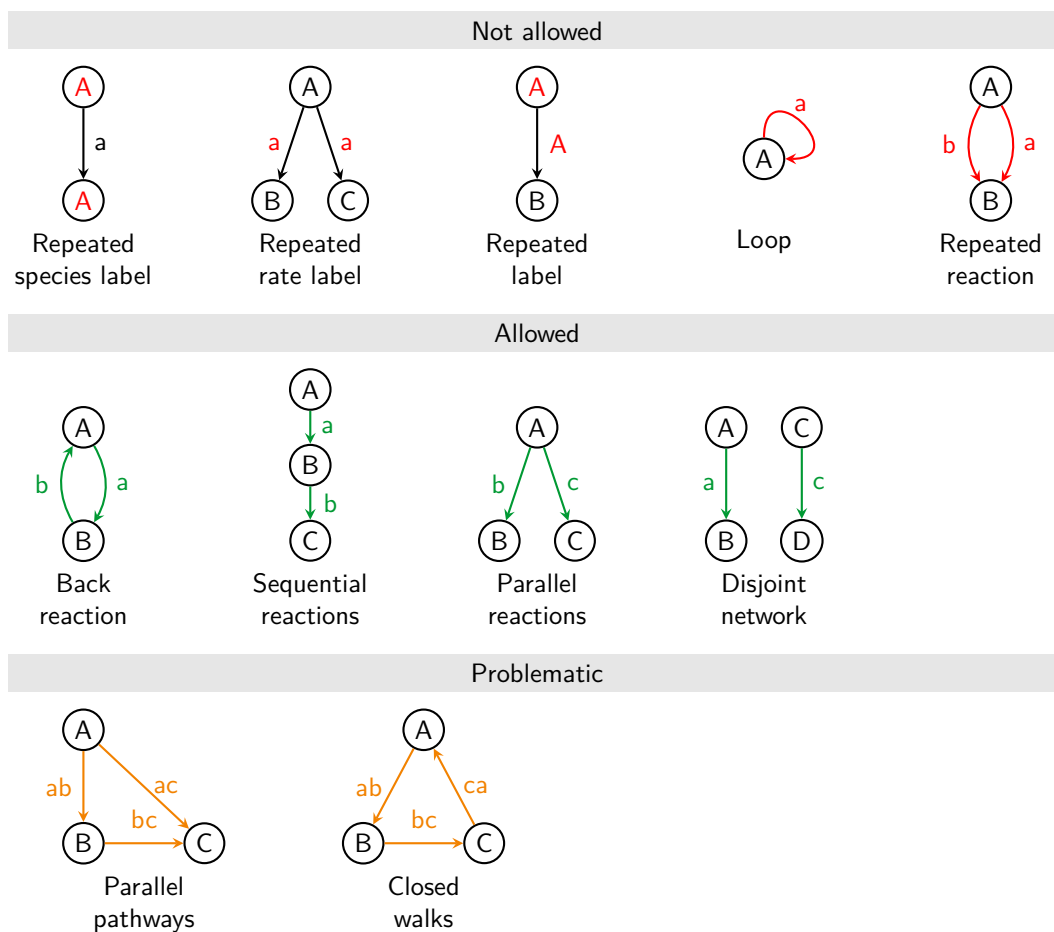 Not allowed
A
a
A
Repeated
species label
A
a
a
B
C
Repeated
rate label
A
A
B
Repeated
label
a
A
Loop
A
b
a
B
Repeated
reaction
Allowed
A
b
a
B
Back
reaction
A
a
B
b
C
Sequential
reactions
A
b
c
B
C
Parallel
reactions
A
C
a
c
B
D
Disjoint
network
Problematic
A
ab
ac
bc
B
C
Parallel
pathways
A
ab
ca
bc
B
C
Closed
walks